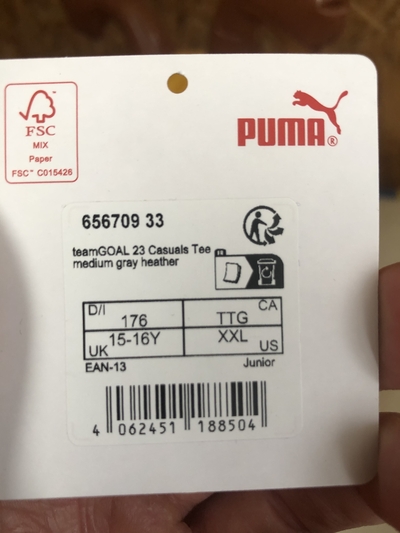 FSC
MIX
Paper
FSC™ C015426
PUMA®
656709 33
teamGOAL 23 Casuals Tee
medium gray heather
D/I 176 TTG CA
UK 15-16Y XXL US
EAN-13 Junior
4 062451 188504